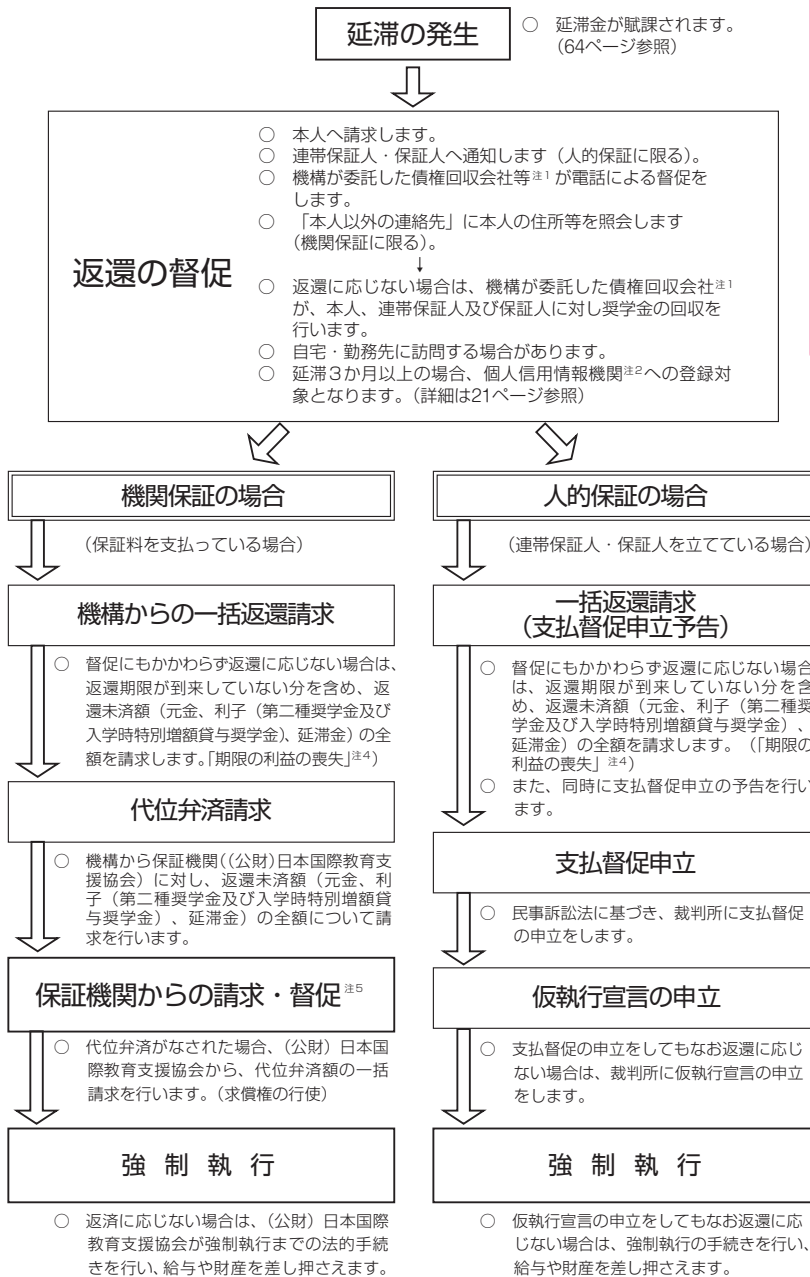 延滞の発生
○ 延滞金が賦課されます。
（64ページ参照）
返還の督促
○ 本人へ請求します。
○ 連帯保証人・保証人へ通知します（人的保証に限る）。
○ 機構が委託した債権回収会社等注1が電話による督促を
します。
○ 「本人以外の連絡先」に本人の住所等を照会します
（機関保証に限る）。
↓
○ 返還に応じない場合は、機構が委託した債権回収会社注1
が、本人、連帯保証人及び保証人に対し奨学金の回収を
行います。
○ 自宅・勤務先に訪問する場合があります。
○ 延滞３か月以上の場合、個人信用情報機関注2への登録対
象となります。（詳細は21ページ参照）
機関保証の場合
（保証料を支払っている場合）
機構からの一括返還請求
○ 督促にもかかわらず返還に応じない場合は、
返還期限が到来していない分を含め、返
還未済額（元金、利子（第二種奨学金及び
入学時特別増額貸与奨学金）、延滞金）の全
額を請求します。「期限の利益の喪失」注4）
代位弁済請求
○ 機構から保証機関（（公財）日本国際教育支
援協会）に対し、返還未済額（元金、利
子（第二種奨学金及び入学時特別増額貸
与奨学金）、延滞金）の全額について請
求を行います。
保証機関からの請求・督促注5
○ 代位弁済がなされた場合、（公財）日本国
際教育支援協会から、代位弁済額の一括
請求を行います。（求償権の行使）
強制執行
○ 返済に応じない場合は、（公財）日本国際
教育支援協会が強制執行までの法的手続
きを行い、給与や財産を差し押さえます。
人的保証の場合
（連帯保証人・保証人を立てている場合）
一括返還請求
（支払督促申立予告）
○ 督促にもかかわらず返還に応じない場合
は、返還期限が到来していない分を含
め、返還未済額（元金、利子（第二種奨
学金及び入学時特別増額貸与奨学金）、
延滞金）の全額を請求します。（「期限の
利益の喪失」注4）
○ また、同時に支払督促申立の予告を行い
ます。
支払督促申立
○ 民事訴訟法に基づき、裁判所に支払督促
の申立をします。
仮執行宣言の申立
○ 支払督促の申立をしてもなお返還に応じ
ない場合は、裁判所に仮執行宣言の申立
をします。
強制執行
○ 仮執行宣言の申立をしてもなお返還に応
じない場合は、強制執行の手続きを行い、
給与や財産を差し押さえます。